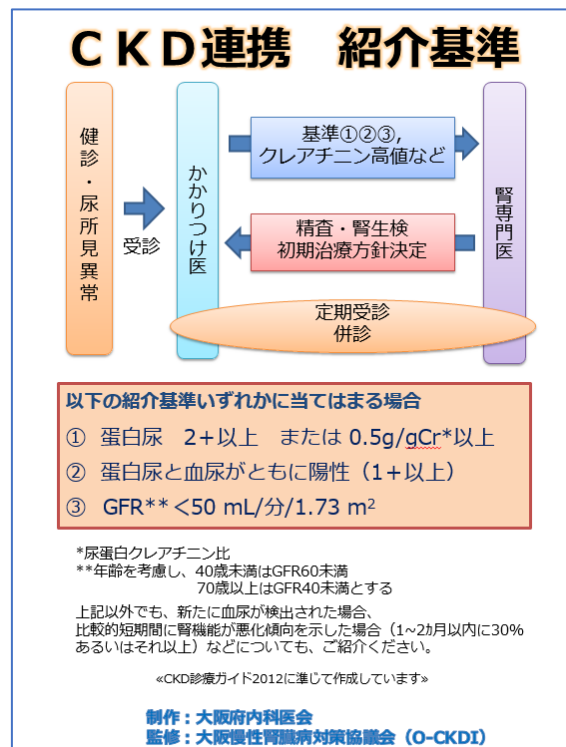 ＣＫＤ連携　紹介基準
健診・尿所見異常
受診
かかりつけ医
基準①②③,
クレアチニン高値など
精査・腎生検
初期治療方針決定
腎専門医
定期受診
併診
以下の紹介基準いずれかに当てはまる場合
①　蛋白尿　2＋以上　または 0.5g/gCr*以上
②　蛋白尿と血尿がともに陽性（1＋以上）
③　GFR**＜50 mL/分/1.73 m²
*尿蛋白クレアチニン比
**年齢を考慮し、40歳未満はGFR60未満
70歳以上はGFR40未満とする
上記以外でも、新たに血尿が検出された場合、
比較的短期間に腎機能が悪化傾向を示した場合（1~2ｶ月以内に30%
あるいはそれ以上）などについても、ご紹介ください。
≪CKD診療ガイド2012に準じて作成しています≫
制作：大阪府内科医会
監修：大阪慢性腎臓病対策協議会（O-CKDI）